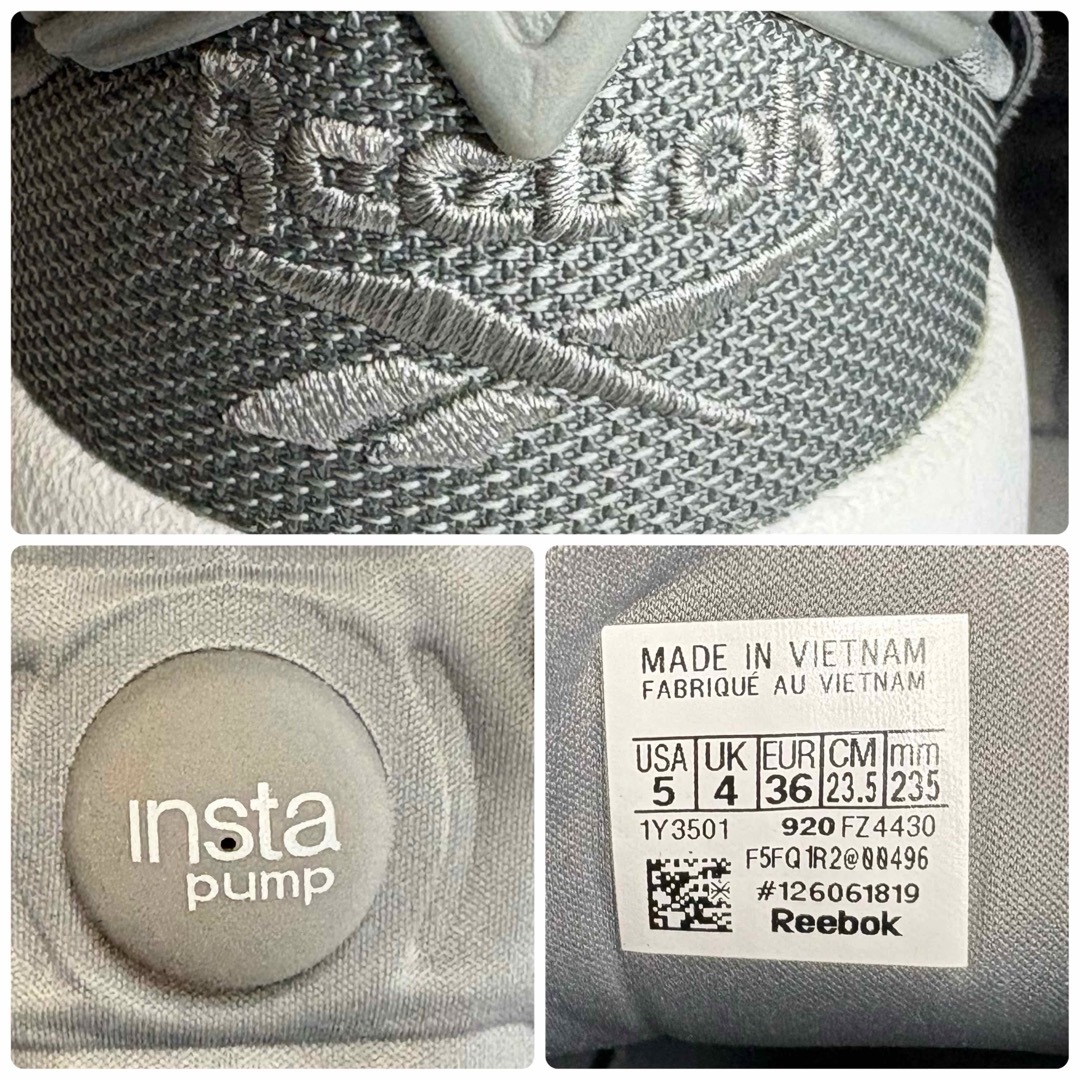 Reebok
insta
pump
MADE IN VIETNAM
FABRIQUÉ AU VIETNAM
USA UK EUR CM mm
5 4 36 23.5 235
1Y3501 920 FZ4430
F5FQ1R2@00496
#126061819
Reebok